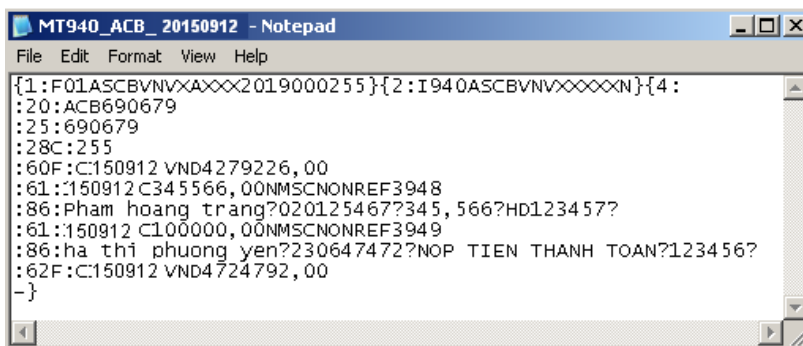 MT940_ACB_ 20150912 - Notepad
File Edit Format View Help
{1:F01ASCBVNVXAXXX2019000255}{2:I940ASCBVNVXXXXXN}{4:
:20:ACB690679
:25:690679
:28C:255
:60F:C150912 VND4279226,00
:61:150912 C345566,00NMSCNONREF3948
:86:Pham hoang trang?020125467?345,566?HD123457?
:61:150912 C100000,00NMSCNONREF3949
:86:ha thi phuong yen?230647472?NOP TIEN THANH TOAN?123456?
:62F:C150912 VND4724792,00
-}